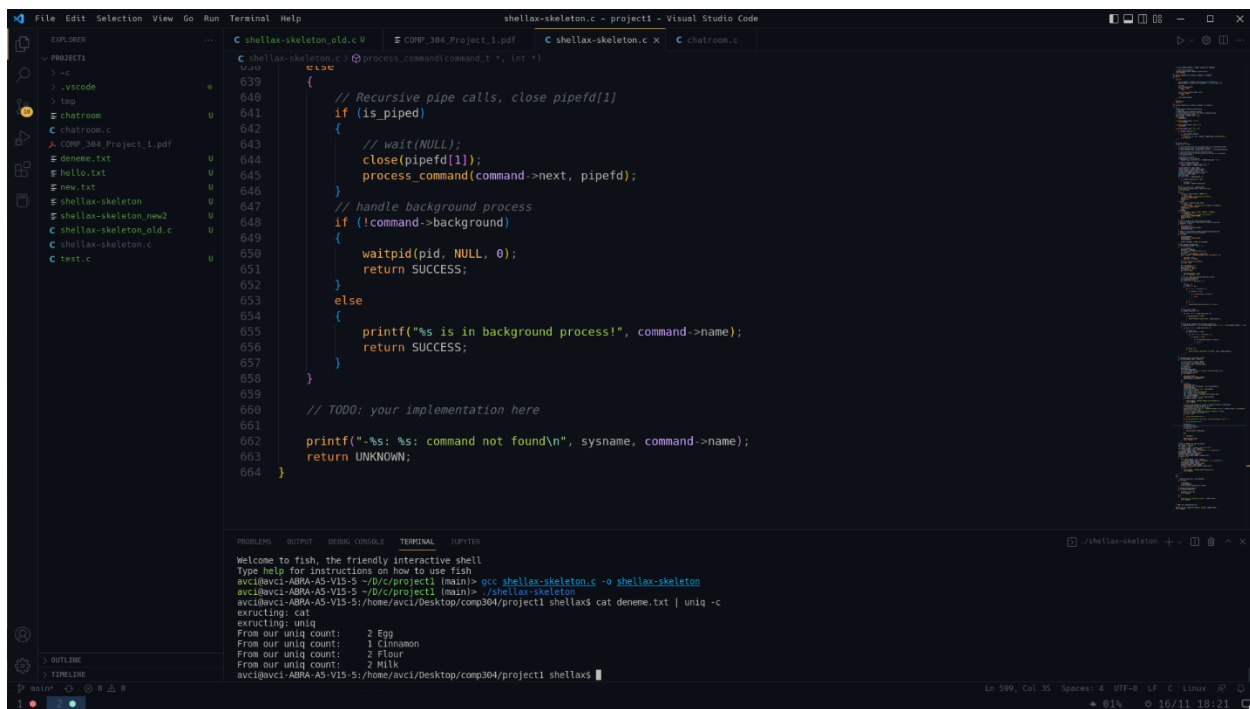 File Edit Selection View Go Run Terminal Help
shellax-skeleton.c - project1 - Visual Studio Code
EXPLORER
PROJECT1
-c
.vscode
tmp
chatroom U
chatroom.c
COMP_304_Project_1.pdf
deneme.txt U
hello.txt U
new.txt U
shellax-skeleton U
shellax-skeleton_new2 U
shellax-skeleton_old.c U
shellax-skeleton.c
test.c U
OUTLINE
TIMELINE
shellax-skeleton_old.c U COMP_304_Project_1.pdf shellax-skeleton.c chatroom.c
shellax-skeleton.c > process_command(command_t *, int *)
638 else
639 {
640 // Recursive pipe calls, close pipefd[1]
641 if (is_piped)
642 {
643 // wait(NULL);
644 close(pipefd[1]);
645 process_command(command->next, pipefd);
646 }
647 // handle background process
648 if (!command->background)
649 {
650 waitpid(pid, NULL, 0);
651 return SUCCESS;
652 }
653 else
654 {
655 printf("%s is in background process!", command->name);
656 return SUCCESS;
657 }
658 }
659
660 // TODO: your implementation here
661
662 printf("-%s: %s: command not found\n", sysname, command->name);
663 return UNKNOWN;
664 }
PROBLEMS OUTPUT DEBUG CONSOLE TERMINAL JUPYTER
./shellax-skeleton
Welcome to fish, the friendly interactive shell
Type help for instructions on how to use fish
avci@avci-ABRA-A5-V15-5 ~/D/c/project1 (main)> gcc shellax-skeleton.c -o shellax-skeleton
avci@avci-ABRA-A5-V15-5 ~/D/c/project1 (main)> ./shellax-skeleton
avci@avci-ABRA-A5-V15-5:/home/avci/Desktop/comp304/project1 shellax$ cat deneme.txt | uniq -c
exructing: cat
exructing: uniq
From our uniq count: 2 Egg
From our uniq count: 1 Cinnamon
From our uniq count: 2 Flour
From our uniq count: 2 Milk
avci@avci-ABRA-A5-V15-5:/home/avci/Desktop/comp304/project1 shellax$
main* 0 0 Ln 599, Col 35 Spaces: 4 UTF-8 LF C Linux
1 2 81% 16/11 18:21